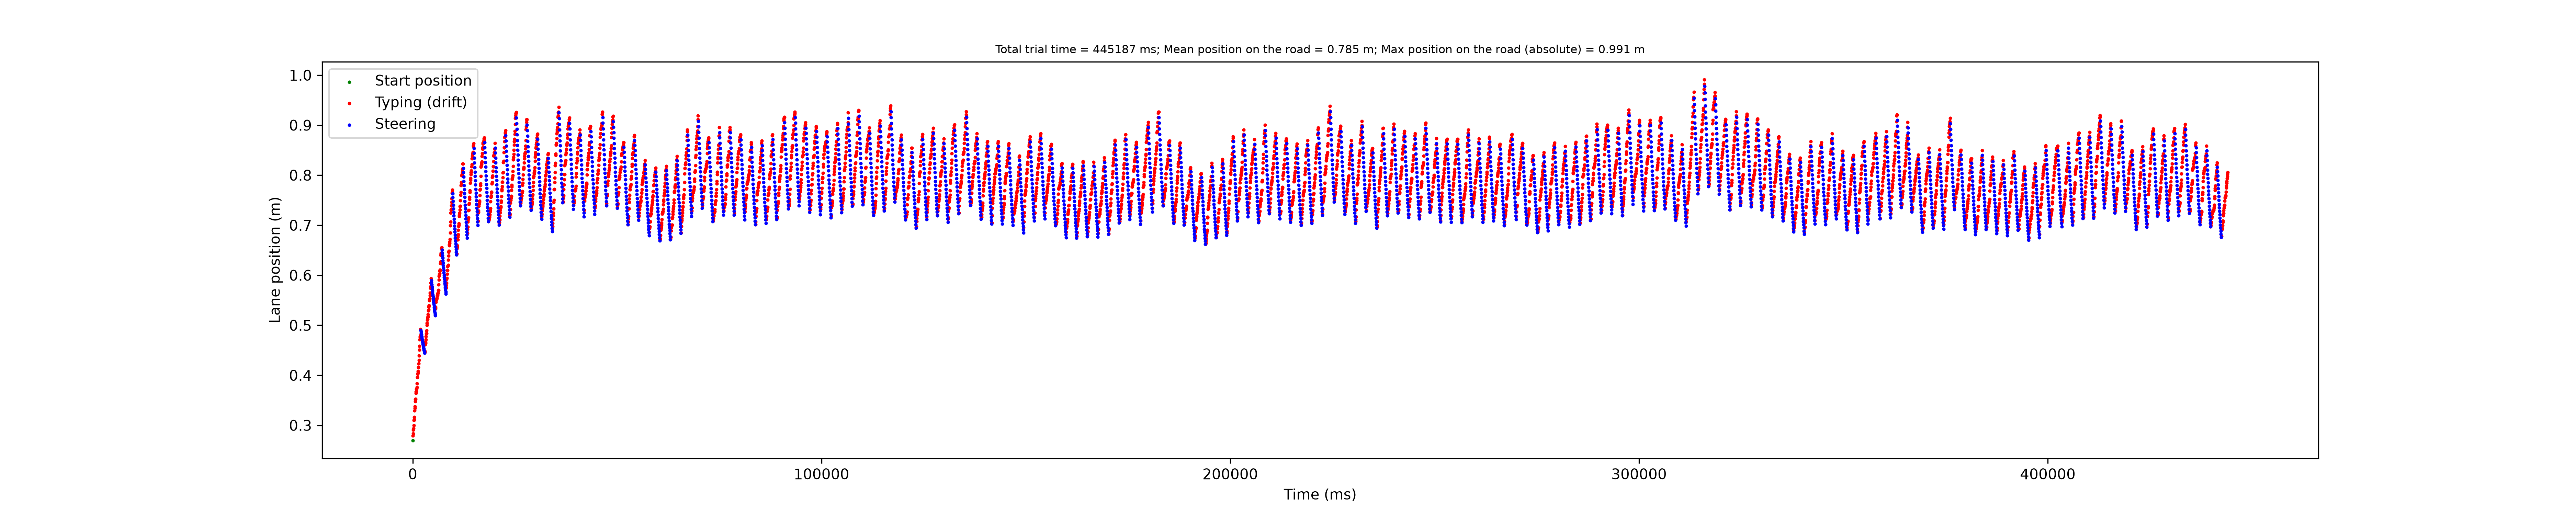 Total trial time = 445187 ms; Mean position on the road = 0.785 m; Max position on the road (absolute) = 0.991 m
Start position
Typing (drift)
Steering
Lane position (m)
1.0
0.9
0.8
0.7
0.6
0.5
0.4
0.3
0
100000
200000
300000
400000
Time (ms)